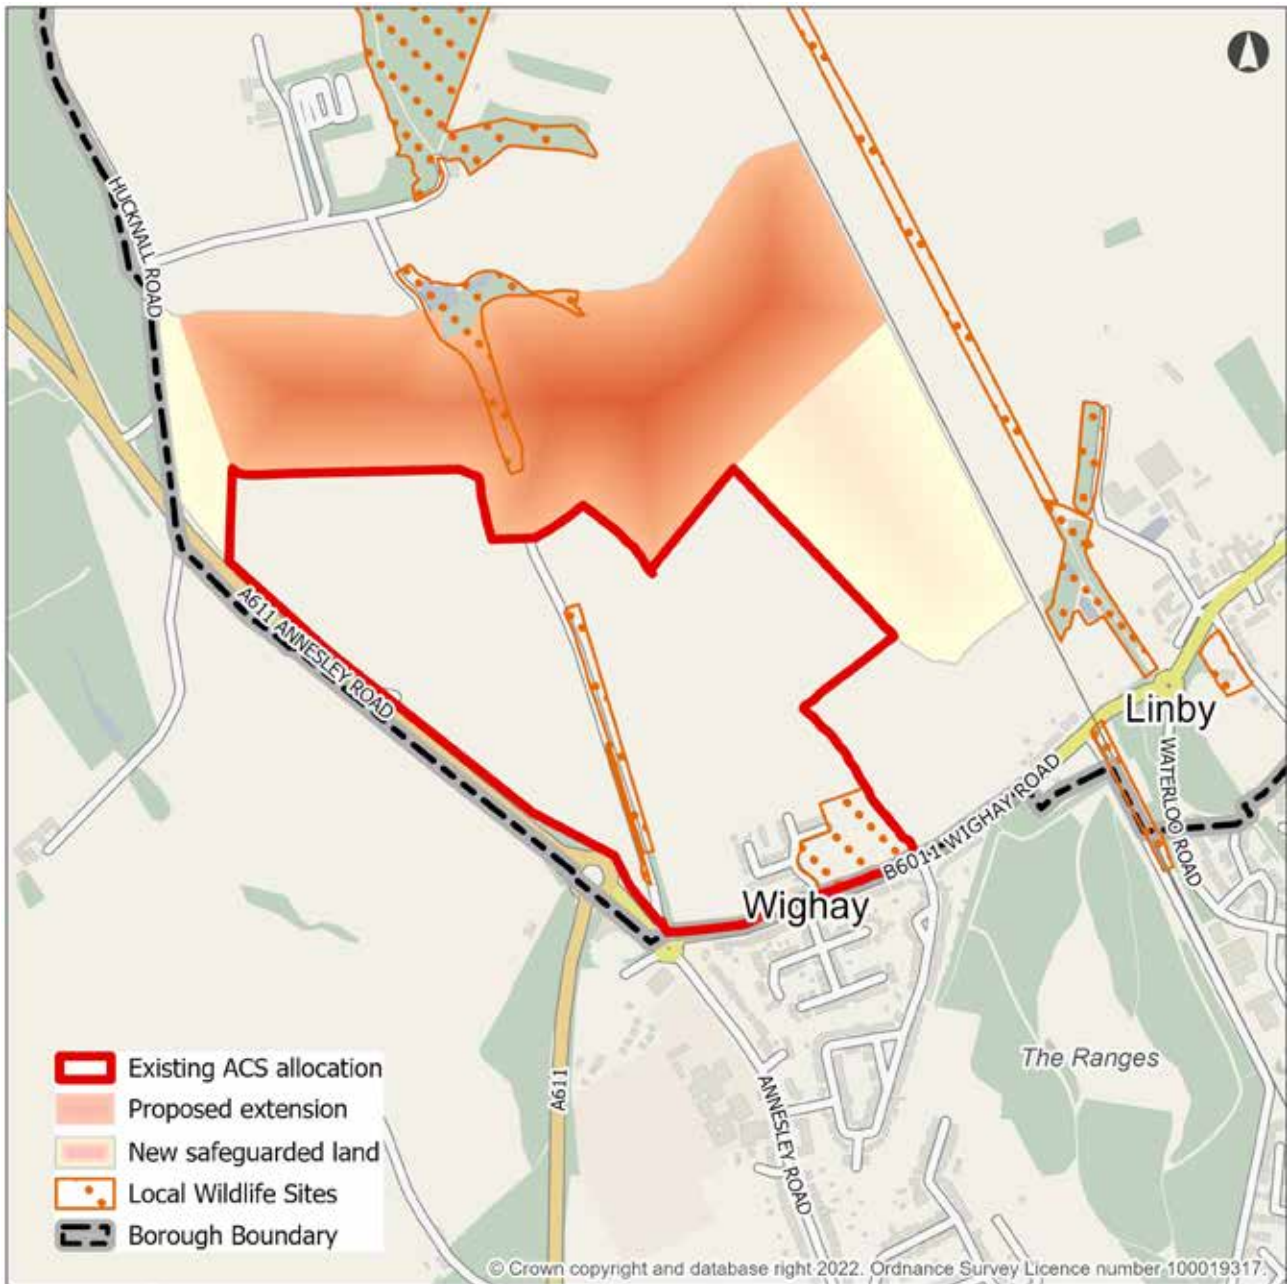 HUCKNALL ROAD
A611 ANNESLEY ROAD
Linby
WATERLOO ROAD
B6011 WIGHAY ROAD
Wighay
The Ranges
A611
ANNESLEY ROAD
Existing ACS allocation
Proposed extension
New safeguarded land
Local Wildlife Sites
Borough Boundary
© Crown copyright and database right 2022. Ordnance Survey Licence number 100019317.